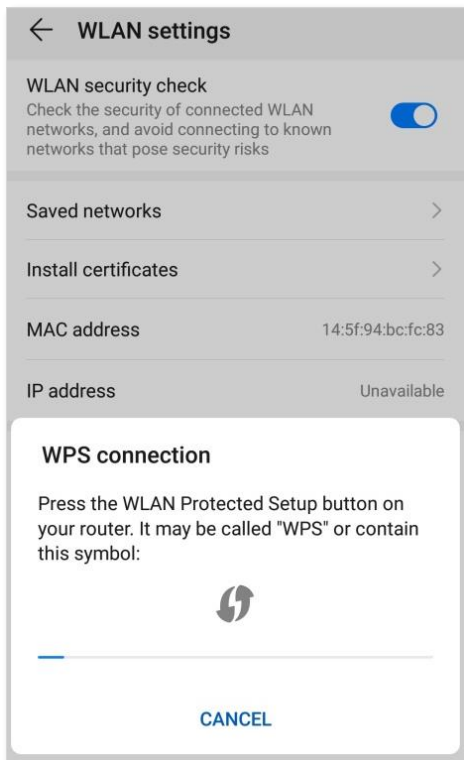 WLAN settings
WLAN security check
Check the security of connected WLAN
networks, and avoid connecting to known
networks that pose security risks
Saved networks
Install certificates
MAC address 14:5f:94:bc:fc:83
IP address Unavailable
WPS connection
Press the WLAN Protected Setup button on
your router. It may be called "WPS" or contain
this symbol:
CANCEL